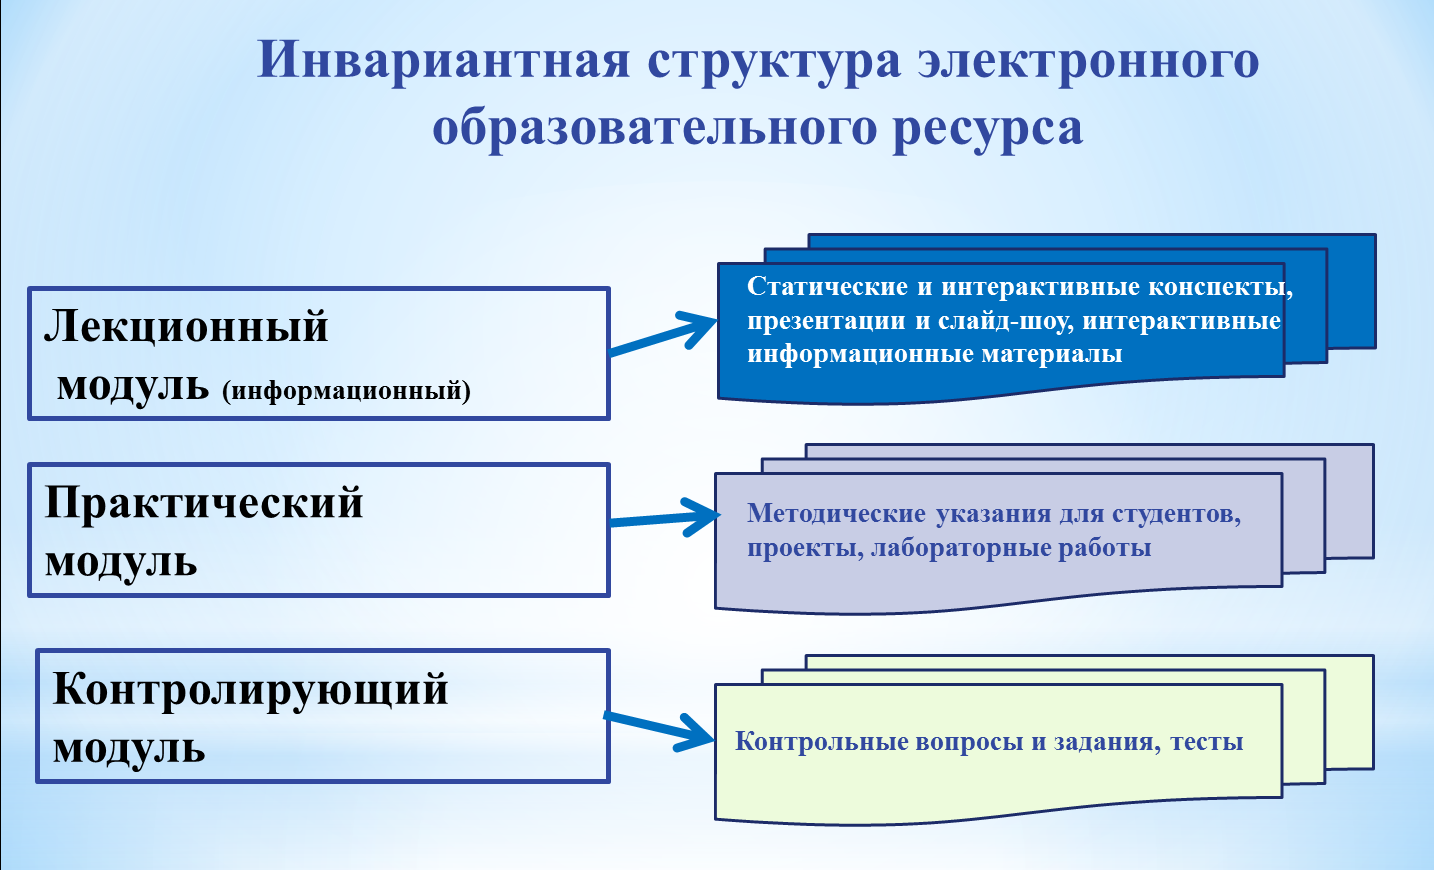 Инвариантная структура электронного
образовательного ресурса
Лекционный
модуль (информационный)
Статические и интерактивные конспекты,
презентации и слайд-шоу, интерактивные
информационные материалы
Практический
модуль
Методические указания для студентов,
проекты, лабораторные работы
Контролирующий
модуль
Контрольные вопросы и задания, тесты